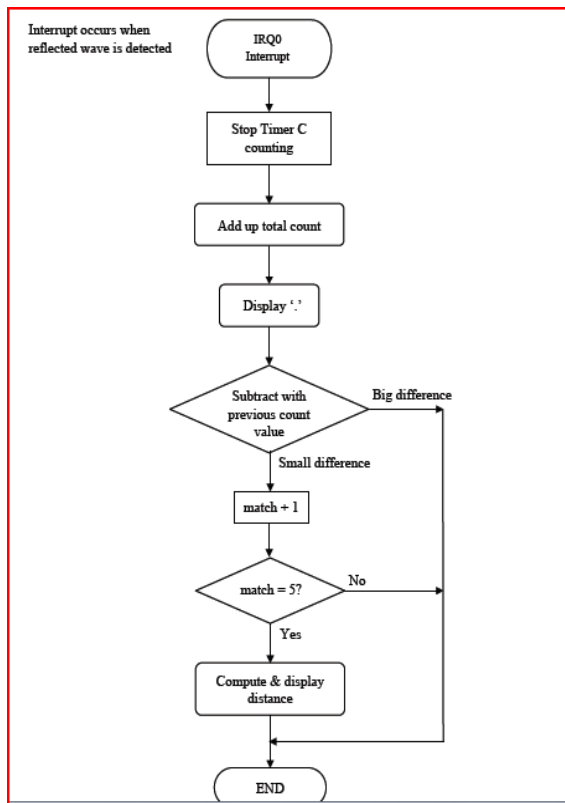 Interrupt occurs when
reflected wave is detected
IRQ0
Interrupt
Stop Timer C
counting
Add up total count
Display ‘.’
Subtract with
previous count
value
Big difference
Small difference
match + 1
match = 5?
No
Yes
Compute & display
distance
END